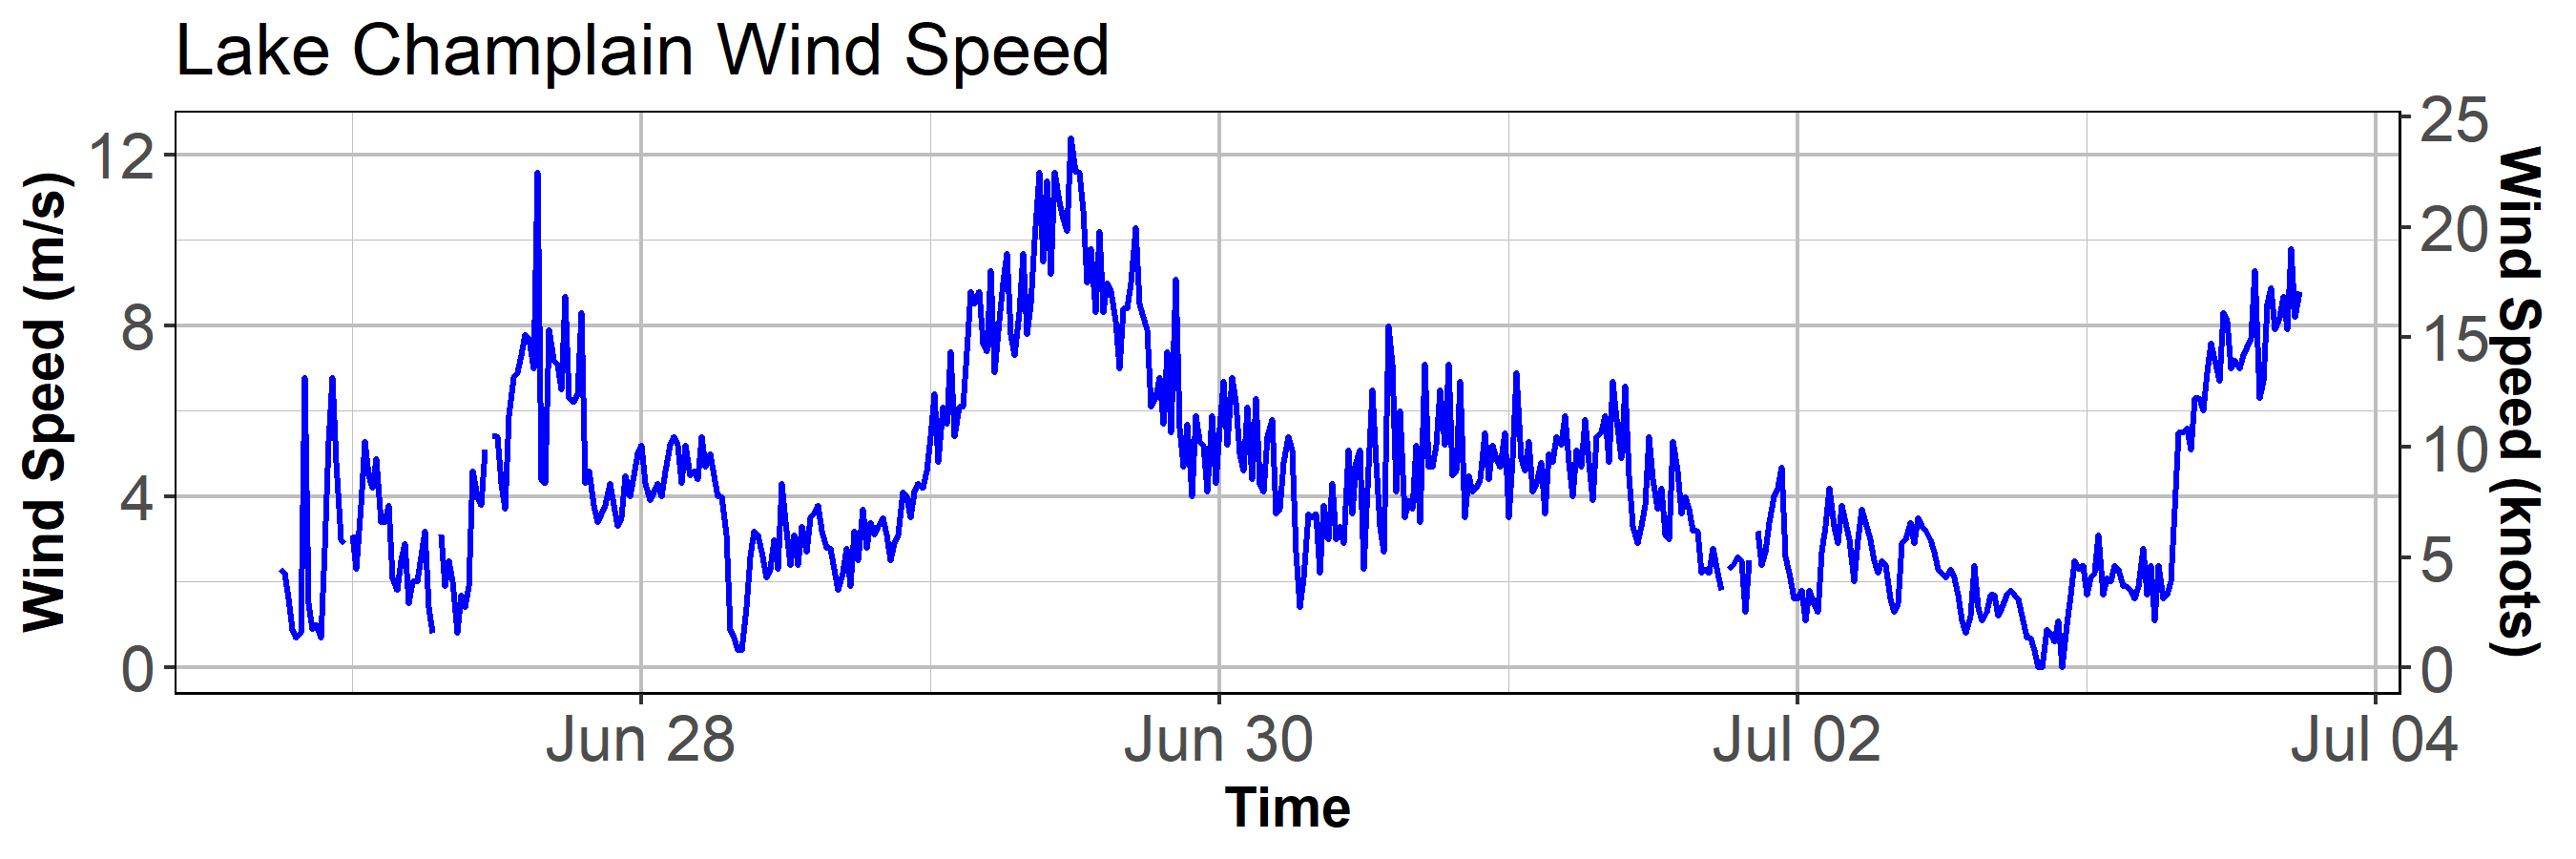 Lake Champlain Wind Speed
Wind Speed (m/s)
12
8
4
0
25
20
15
10
5
0
Wind Speed (knots)
Jun 28
Jun 30
Jul 02
Jul 04
Time